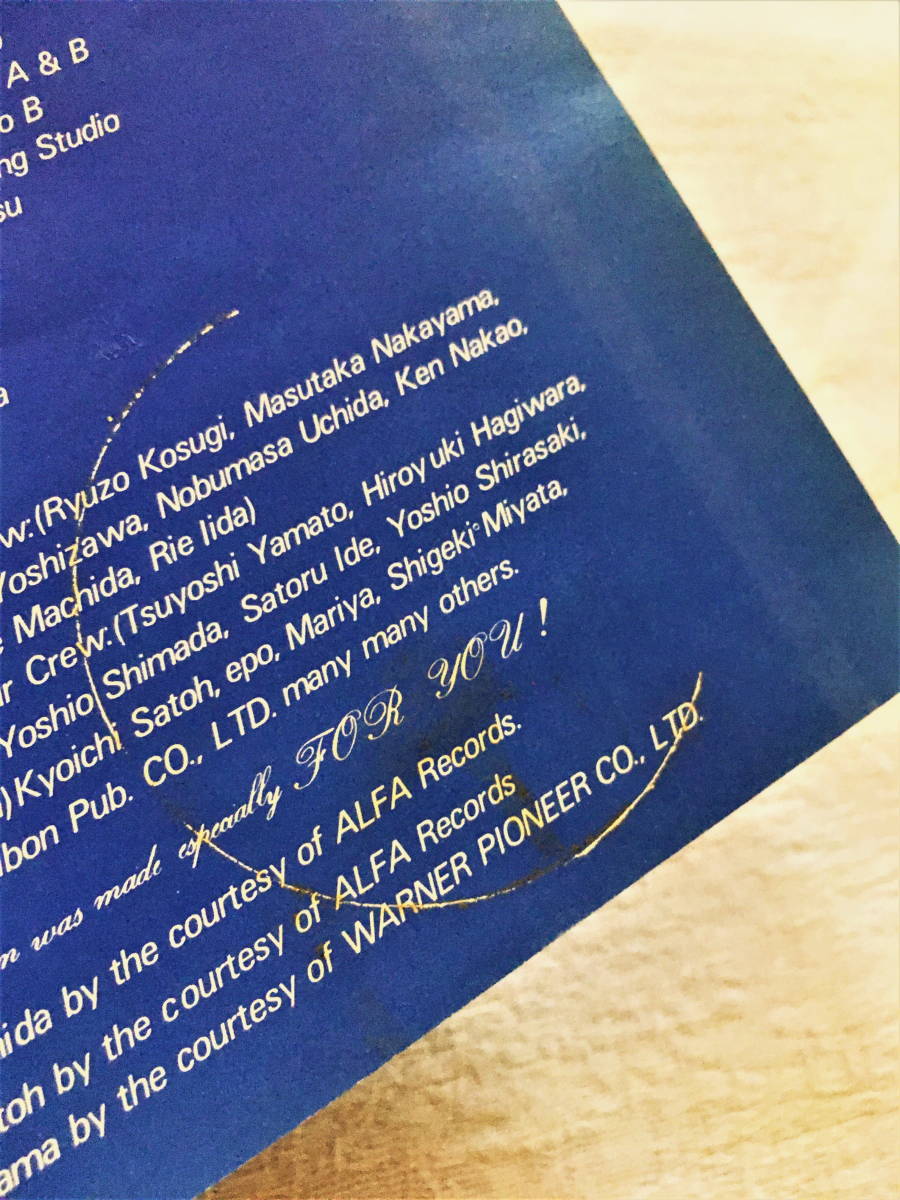 A & B
o B
ng Studio
su
a
w:(Ryuzo Kosugi, Masutaka Nakayama,
Yoshizawa, Nobumasa Uchida, Ken Nakao,
e Machida, Rie Iida)
ir Crew:(Tsuyoshi Yamato, Hiroyuki Hagiwara,
Yoshio Shimada, Satoru Ide, Yoshio Shirasaki,
)Kyoichi Satoh, epo, Mariya, Shigeki Miyata,
Pub. CO., LTD. many many others.
m was made especially FOR YOU!
hida by the courtesy of ALFA Records.
toh by the courtesy of ALFA Records
ama by the courtesy of WARNER PIONEER CO., LTD.